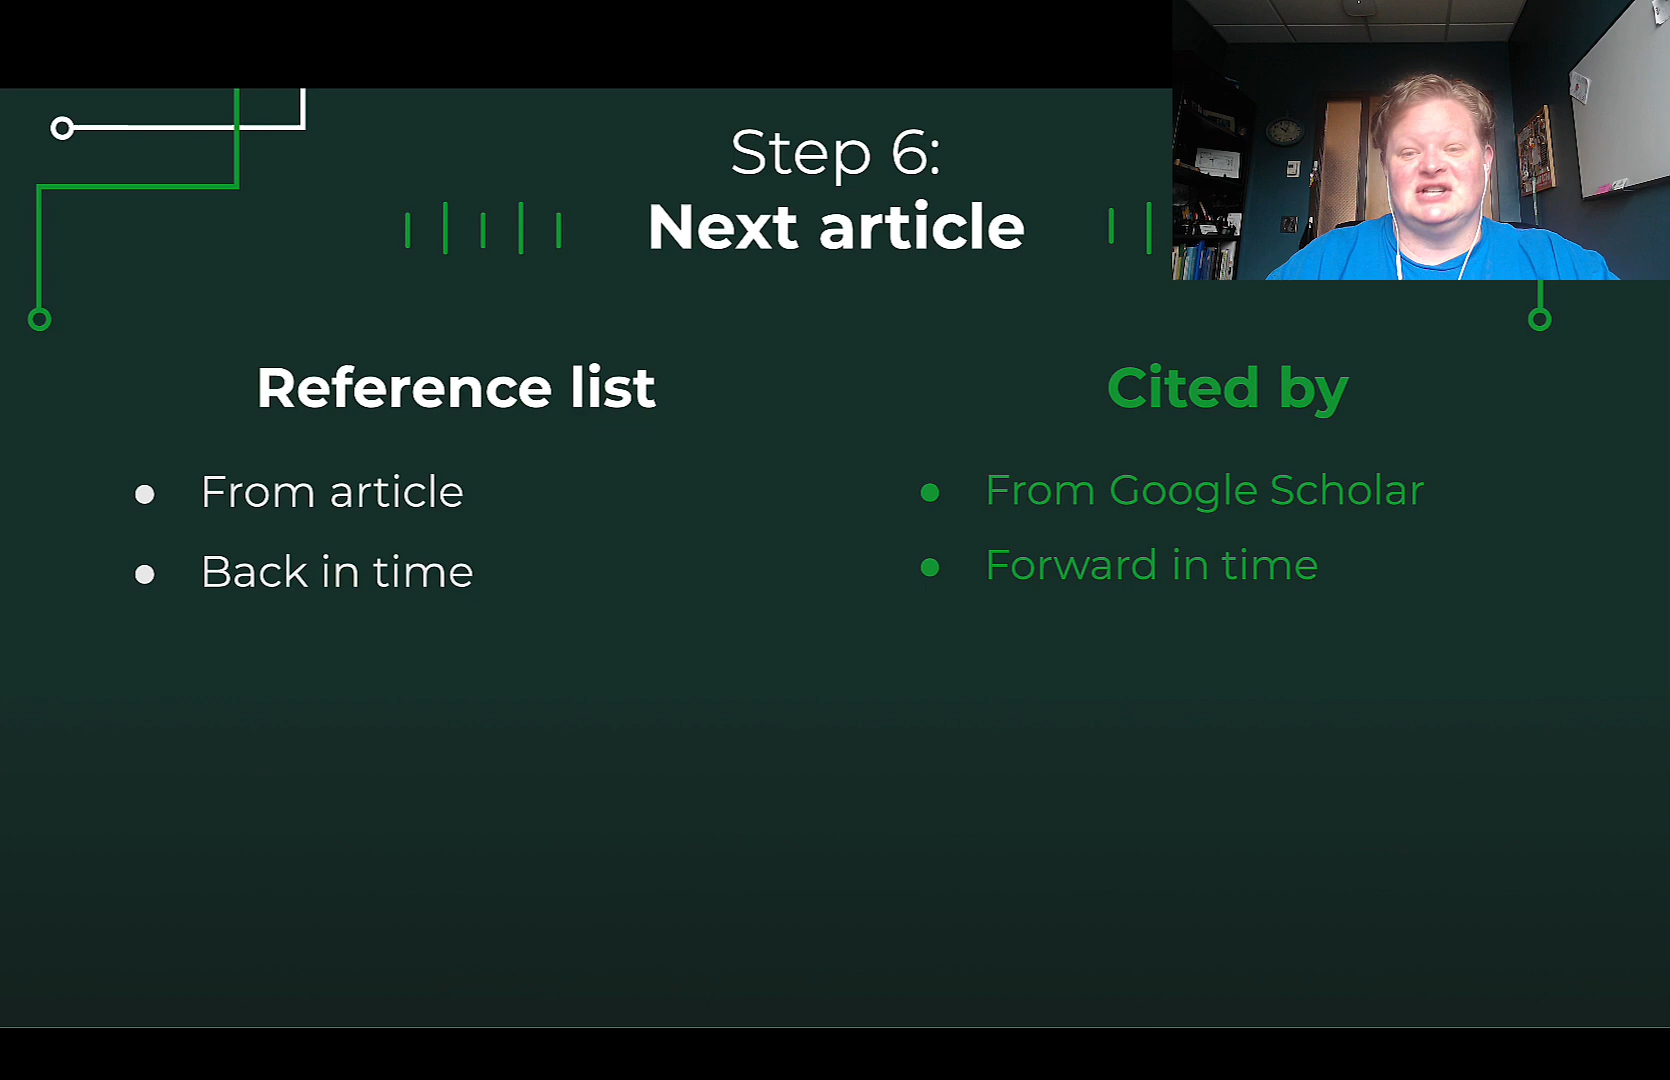 Step 6:
Next article
Reference list
From article
Back in time
Cited by
From Google Scholar
Forward in time